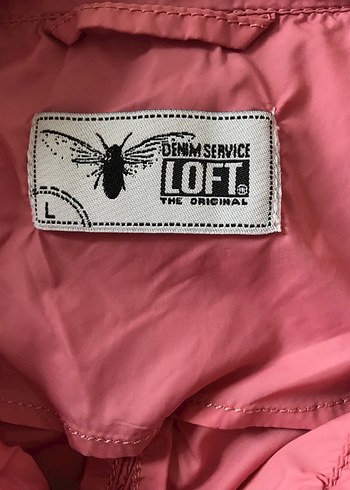 DENIM SERVICE
LOFT
THE ORIGINAL
L